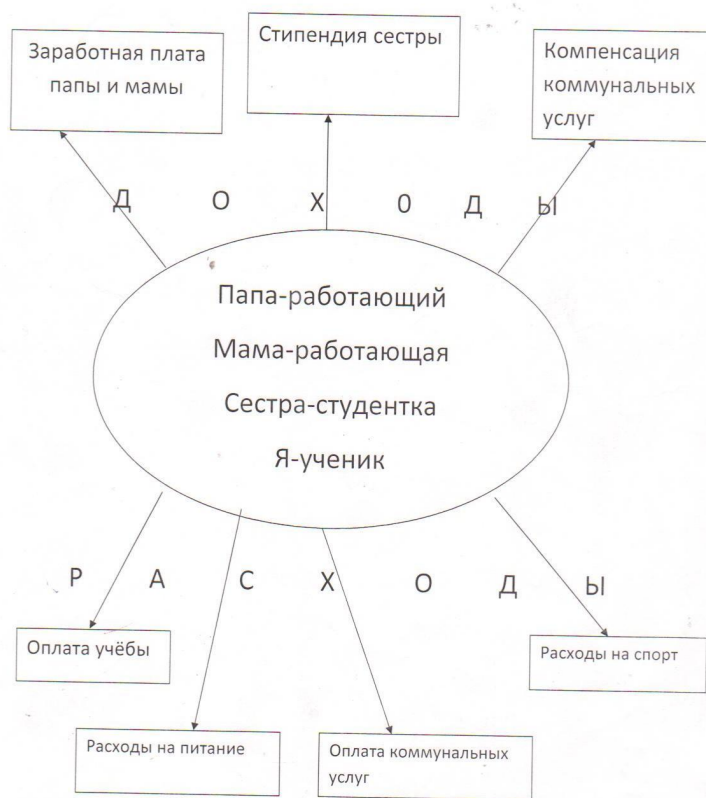 Заработная плата
папы и мамы
Стипендия сестры
Компенсация
коммунальных
услуг
Д О Х 0 Д Ы
Папа-работающий
Мама-работающая
Сестра-студентка
Я-ученик
Р А С Х О Д Ы
Оплата учёбы
Расходы на спорт
Расходы на питание
Оплата коммунальных
услуг